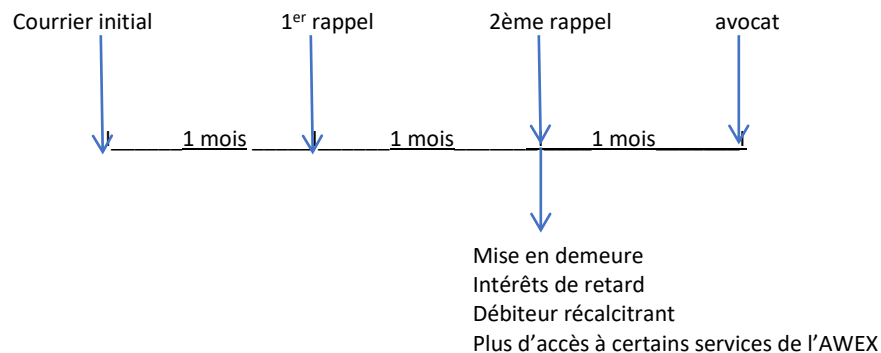 Courrier initial 1er rappel 2ème rappel avocat
1 mois 1 mois 1 mois
Mise en demeure
Intérêts de retard
Débiteur récalcitrant
Plus d’accès à certains services de l’AWEX